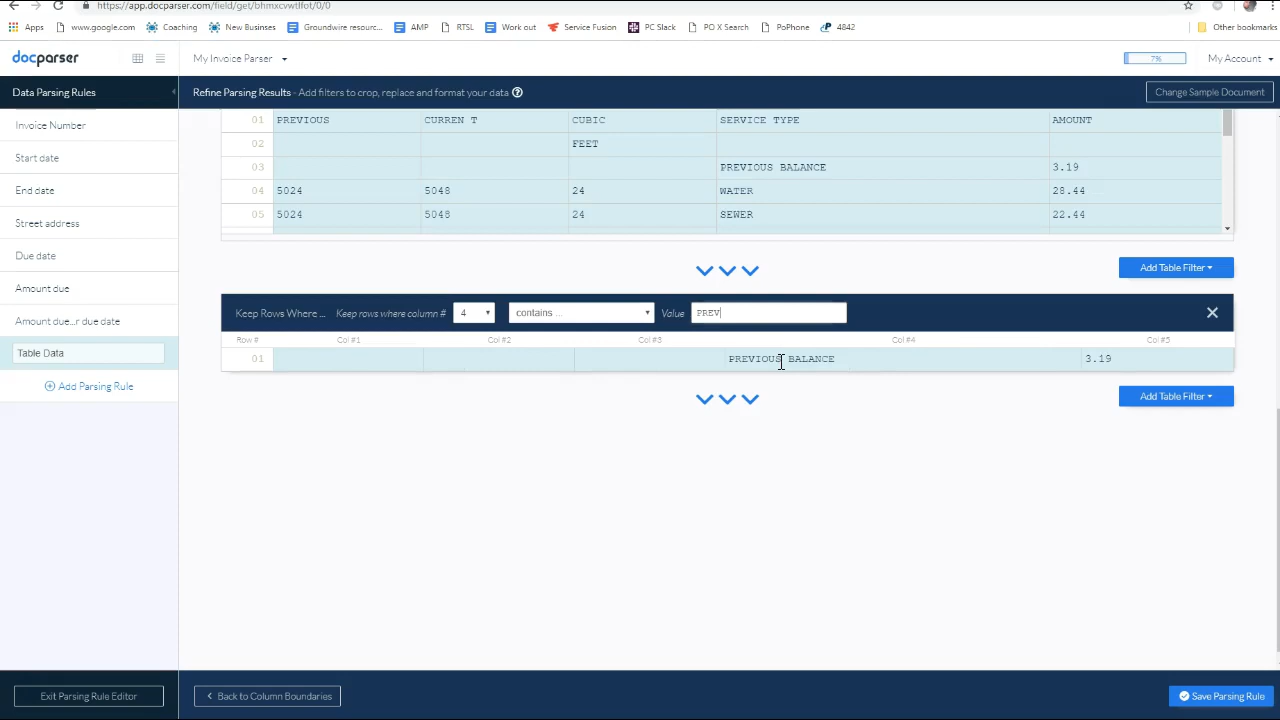 https://app.docparser.com/field/get/bhmxcvwtlfot/0/0
Apps www.google.com Coaching New Businses Groundwire resourc... AMP RTSL Work out Service Fusion PC Slack PO X Search PoPhone 4842 Other bookmarks
docparser My Invoice Parser 7% My Account
Data Parsing Rules Refine Parsing Results - Add filters to crop, replace and format your data Change Sample Document
Invoice Number
Start date
End date
Street address
Due date
Amount due
Amount due...r due date
Table Data
Add Parsing Rule
01 PREVIOUS CURREN T CUBIC SERVICE TYPE AMOUNT
02 FEET
03 PREVIOUS BALANCE 3.19
04 5024 5048 24 WATER 28.44
05 5024 5048 24 SEWER 22.44
Add Table Filter
Keep Rows Where ... Keep rows where column # 4 contains ... Value PREV
Row # Col #1 Col #2 Col #3 Col #4 Col #5
01 PREVIOUS BALANCE 3.19
Add Table Filter
Exit Parsing Rule Editor Back to Column Boundaries Save Parsing Rule